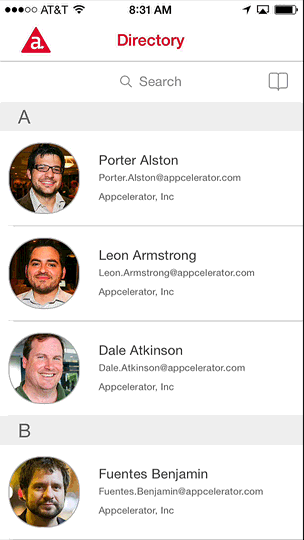 AT&T 8:31 AM
a Directory
Search
A
Porter Alston
Porter.Alston@appcelerator.com
Appcelerator, Inc
Leon Armstrong
Leon.Armstrong@appcelerator.com
Appcelerator, Inc
Dale Atkinson
Dale.Atkinson@appcelerator.com
Appcelerator, Inc
B
Fuentes Benjamin
Fuentes.Benjamin@appcelerator.com
Appcelerator, Inc